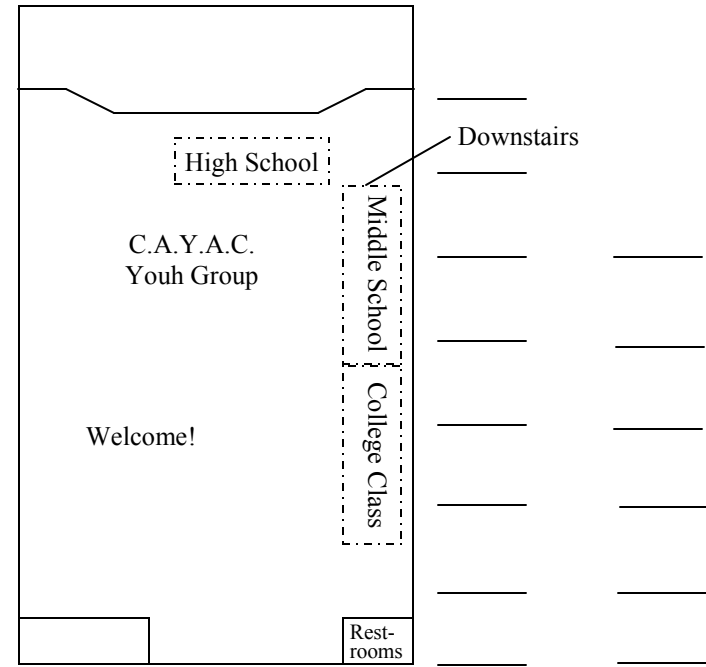 Downstairs
High School
Middle School
C.A.Y.A.C.
Youh Group
College Class
Welcome!
Rest-
rooms